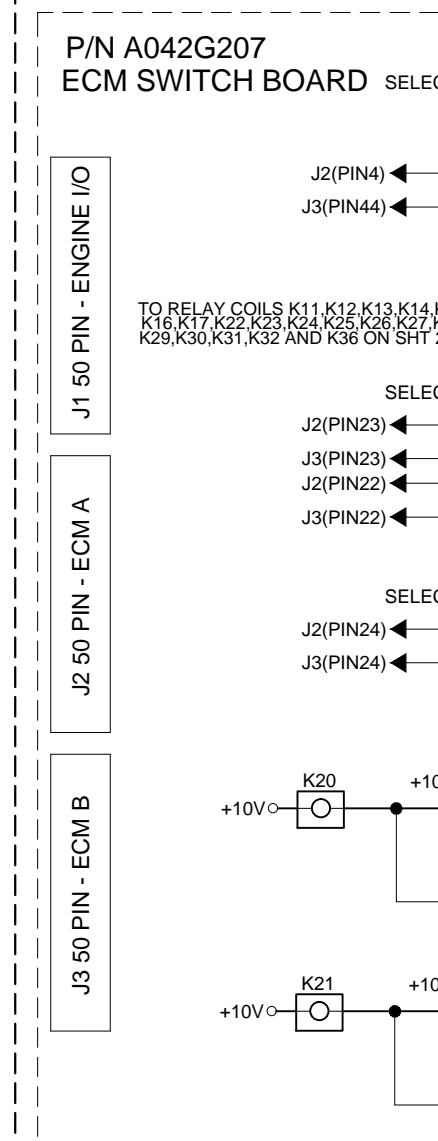 P/N A042G207
ECM SWITCH BOARD
J1 50 PIN - ENGINE I/O
J2 50 PIN - ECM A
J3 50 PIN - ECM B
J2(PIN4)
J3(PIN44)
TO RELAY COILS K11,K12,K13,K14,
K16,K17,K22,K23,K24,K25,K26,K27,
K29,K30,K31,K32 AND K36 ON SHT
J2(PIN23)
J3(PIN23)
J2(PIN22)
J3(PIN22)
J2(PIN24)
J3(PIN24)
K20
+10V
K21
+10V